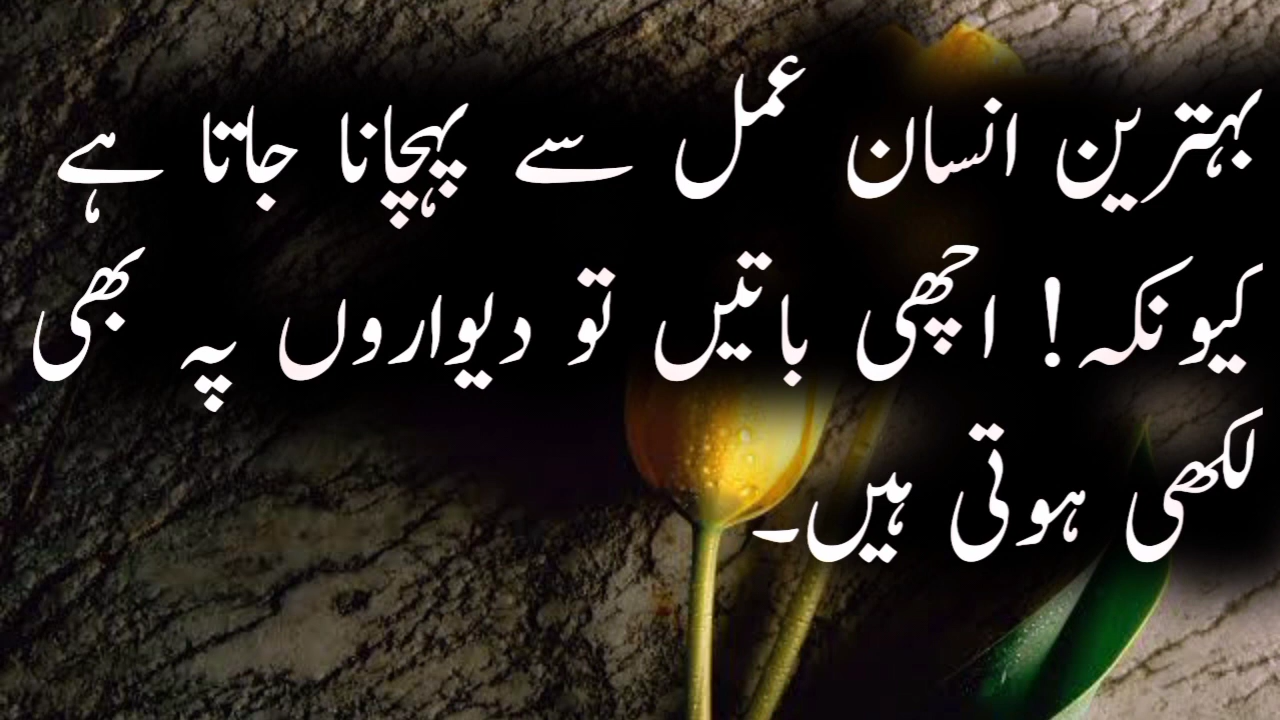 بہترین انسان عمل سے پہچانا جاتا ہے
کیونکہ! اچھی باتیں تو دیواروں پہ بھی
لکھی ہوتی ہیں۔